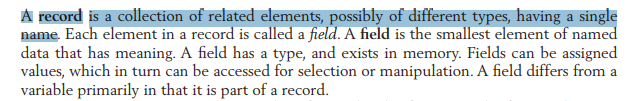 A record is a collection of related elements, possibly of different types, having a single
name. Each element in a record is called a field. A field is the smallest element of named
data that has meaning. A field has a type, and exists in memory. Fields can be assigned
values, which in turn can be accessed for selection or manipulation. A field differs from a
variable primarily in that it is part of a record.